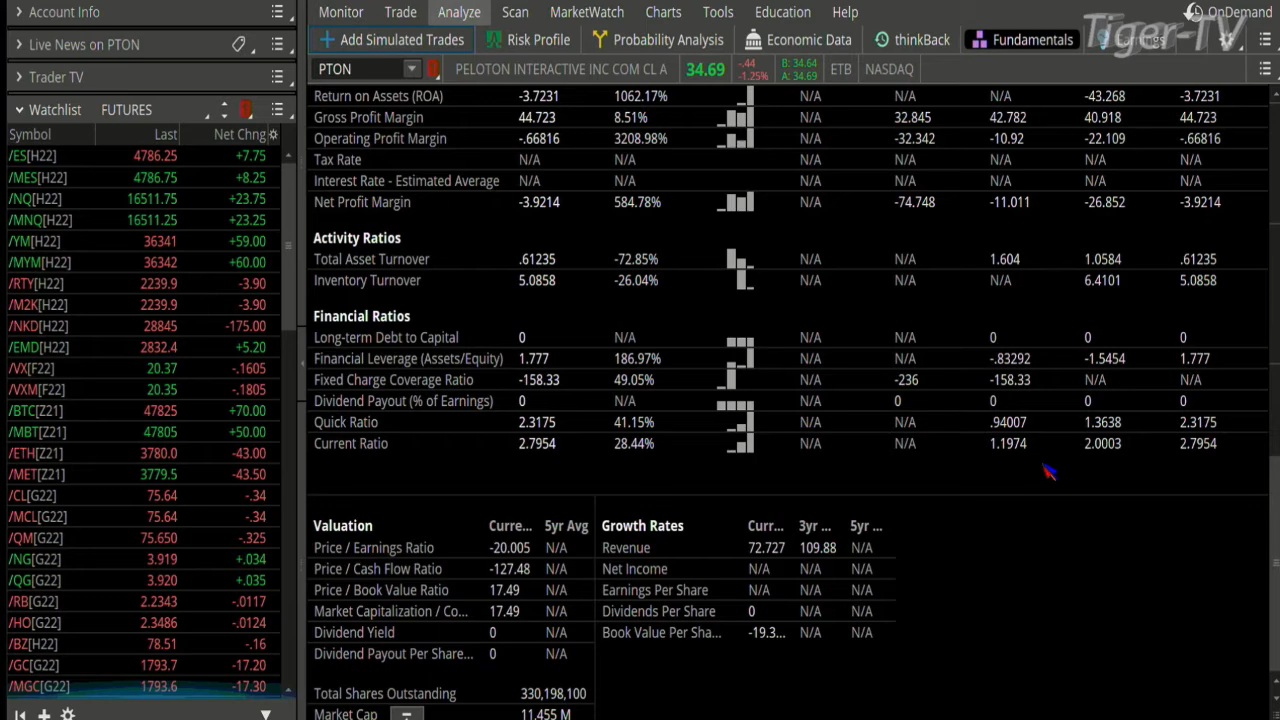 Account Info
Live News on PTON
Trader TV
Watchlist FUTURES
Symbol Last Net Chng
/ES[H22] 4786.25 +7.75
/MES[H22] 4786.75 +8.25
/NQ[H22] 16511.75 +23.75
/MNQ[H22] 16511.25 +23.25
/YM[H22] 36341 +59.00
/MYM[H22] 36342 +60.00
/RTY[H22] 2239.9 -3.90
/M2K[H22] 2239.9 -3.90
/NKD[H22] 28845 -175.00
/EMD[H22] 2832.4 +5.20
/VX[F22] 20.37 -.1605
/VXM[F22] 20.35 -.1805
/BTC[Z21] 47825 +70.00
/MBT[Z21] 47805 +50.00
/ETH[Z21] 3780.0 -43.00
/MET[Z21] 3779.5 -43.50
/CL[G22] 75.64 -.34
/MCL[G22] 75.64 -.34
/QM[G22] 75.650 -.325
/NG[G22] 3.919 +.034
/QG[G22] 3.920 +.035
/RB[G22] 2.2343 -.0117
/HO[G22] 2.3486 -.0124
/BZ[H22] 78.51 -.16
/GC[G22] 1793.7 -17.20
/MGC[G22] 1793.6 -17.30
Monitor Trade Analyze Scan MarketWatch Charts Tools Education Help OnDemand
Tiger-TV
Add Simulated Trades Risk Profile Probability Analysis Economic Data thinkBack Fundamentals Earnings
PTON PELOTON INTERACTIVE INC COM CL A 34.69 -.44 -1.25% B: 34.64 A: 34.69 ETB NASDAQ
Return on Assets (ROA) -3.7231 1062.17% N/A N/A N/A -43.268 -3.7231
Gross Profit Margin 44.723 8.51% N/A 32.845 42.782 40.918 44.723
Operating Profit Margin -.66816 3208.98% N/A -32.342 -10.92 -22.109 -.66816
Tax Rate N/A N/A N/A N/A N/A N/A N/A
Interest Rate - Estimated Average N/A N/A N/A N/A N/A N/A N/A
Net Profit Margin -3.9214 584.78% N/A -74.748 -11.011 -26.852 -3.9214
Activity Ratios
Total Asset Turnover .61235 -72.85% N/A N/A 1.604 1.0584 .61235
Inventory Turnover 5.0858 -26.04% N/A N/A N/A 6.4101 5.0858
Financial Ratios
Long-term Debt to Capital 0 N/A N/A N/A 0 0 0
Financial Leverage (Assets/Equity) 1.777 186.97% N/A N/A -.83292 -1.5454 1.777
Fixed Charge Coverage Ratio -158.33 49.05% N/A -236 -158.33 N/A N/A
Dividend Payout (% of Earnings) 0 N/A N/A 0 0 0 0
Quick Ratio 2.3175 41.15% N/A N/A .94007 1.3638 2.3175
Current Ratio 2.7954 28.44% N/A N/A 1.1974 2.0003 2.7954
Valuation Curre... 5yr Avg
Price / Earnings Ratio -20.005 N/A
Price / Cash Flow Ratio -127.48 N/A
Price / Book Value Ratio 17.49 N/A
Market Capitalization / Co... 17.49 N/A
Dividend Yield 0 N/A
Dividend Payout Per Share... 0 N/A
Growth Rates Curr... 3yr ... 5yr ...
Revenue 72.727 109.88 N/A
Net Income N/A N/A N/A
Earnings Per Share N/A N/A N/A
Dividends Per Share 0 N/A N/A
Book Value Per Sha... -19.3... N/A N/A
Total Shares Outstanding 330,198,100
Market Cap 11,455 M